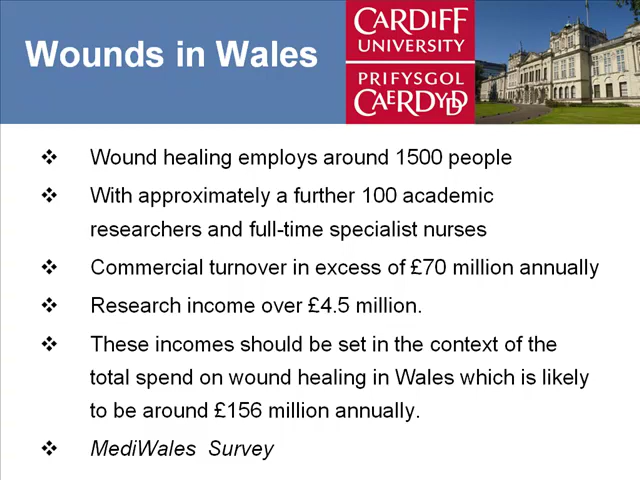 Wounds in Wales
CARDIFF
UNIVERSITY
PRIFYSGOL
CAERDYDD
Wound healing employs around 1500 people
With approximately a further 100 academic
researchers and full-time specialist nurses
Commercial turnover in excess of £70 million annually
Research income over £4.5 million.
These incomes should be set in the context of the
total spend on wound healing in Wales which is likely
to be around £156 million annually.
MediWales Survey